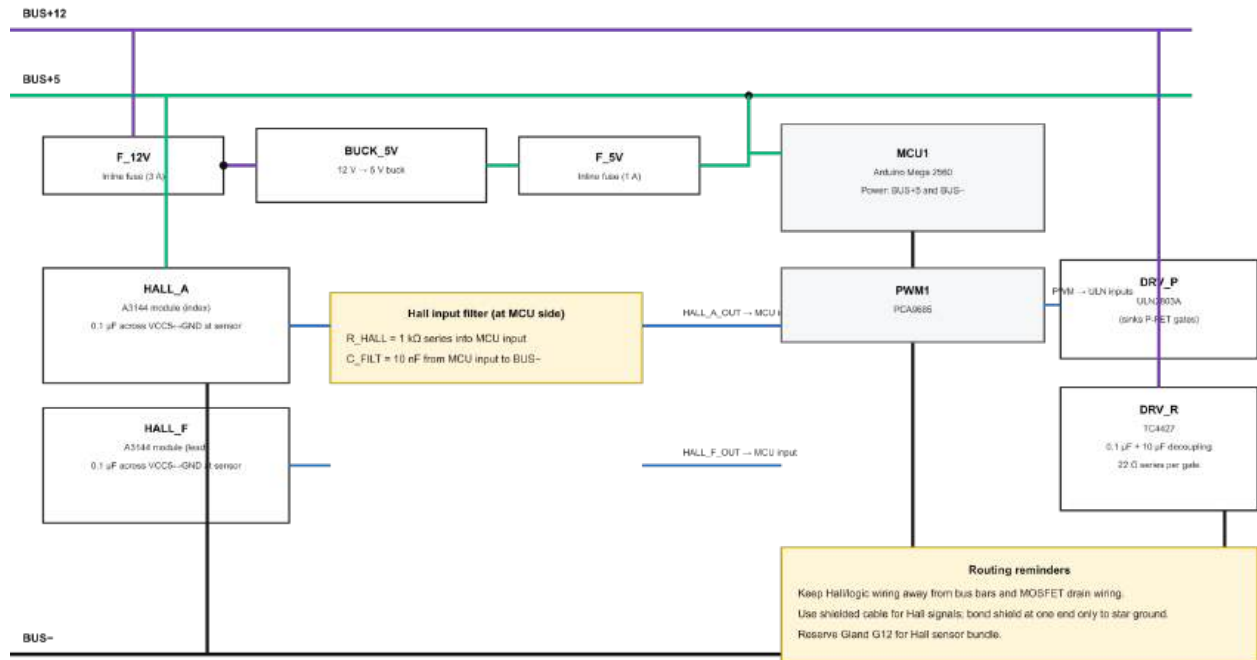 BUS+12
BUS+5
F_12V
Inline fuse (3 A)
BUCK_5V
12 V → 5 V buck
F_5V
Inline fuse (1 A)
MCU1
Arduino Mega 2560
Power: BUS+5 and BUS−
HALL_A
A3144 module (index)
0.1 µF across VCC5↔GND at sensor
Hall input filter (at MCU side)
R_HALL = 1 kΩ series into MCU input
C_FILT = 10 nF from MCU input to BUS−
HALL_A_OUT → MCU i
PWM1
PCA9685
PWM → ULN inputs
DRV_P
ULN2803A
(sinks P-FET gates)
HALL_F
A3144 module (lead)
0.1 µF across VCC5↔GND at sensor
HALL_F_OUT → MCU input
DRV_R
TC4427
0.1 µF + 10 µF decoupling
22 Ω series per gate
Routing reminders
Keep Hall/logic wiring away from bus bars and MOSFET drain wiring.
Use shielded cable for Hall signals; bond shield at one end only to star ground.
Reserve Gland G12 for Hall sensor bundle.
BUS−